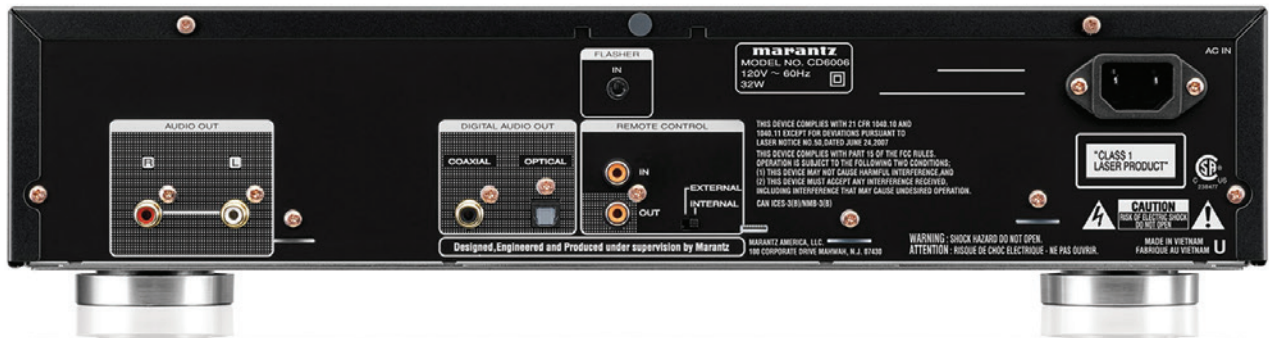 FLASHER
IN
marantz
MODEL NO. CD6006
120V ~ 60Hz
32W
AC IN
AUDIO OUT
R
L
DIGITAL AUDIO OUT
COAXIAL
OPTICAL
REMOTE CONTROL
IN
OUT
EXTERNAL
INTERNAL
Designed,Engineered and Produced under supervision by Marantz
THIS DEVICE COMPLIES WITH 21 CFR 1040.10 AND
1040.11 EXCEPT FOR DEVIATIONS PURSUANT TO
LASER NOTICE NO.50,DATED JUNE 24,2007
THIS DEVICE COMPLIES WITH PART 15 OF THE FCC RULES.
OPERATION IS SUBJECT TO THE FOLLOWING TWO CONDITIONS;
(1) THIS DEVICE MAY NOT CAUSE HARMFUL INTERFERENCE,AND
(2) THIS DEVICE MUST ACCEPT ANY INTERFERENCE RECEIVED,
INCLUDING INTERFERENCE THAT MAY CAUSE UNDESIRED OPERATION.
CAN ICES-3(B)/NMB-3(B)
MARANTZ AMERICA, LLC.
100 CORPORATE DRIVE MAHWAH, N.J. 07430
"CLASS 1
LASER PRODUCT"
C US
CAUTION
RISK OF ELECTRIC SHOCK
DO NOT OPEN
WARNING : SHOCK HAZARD DO NOT OPEN.
ATTENTION : RISQUE DE CHOC ELECTRIQUE - NE PAS OUVRIR.
MADE IN VIETNAM
FABRIQUE AU VIETNAM
U